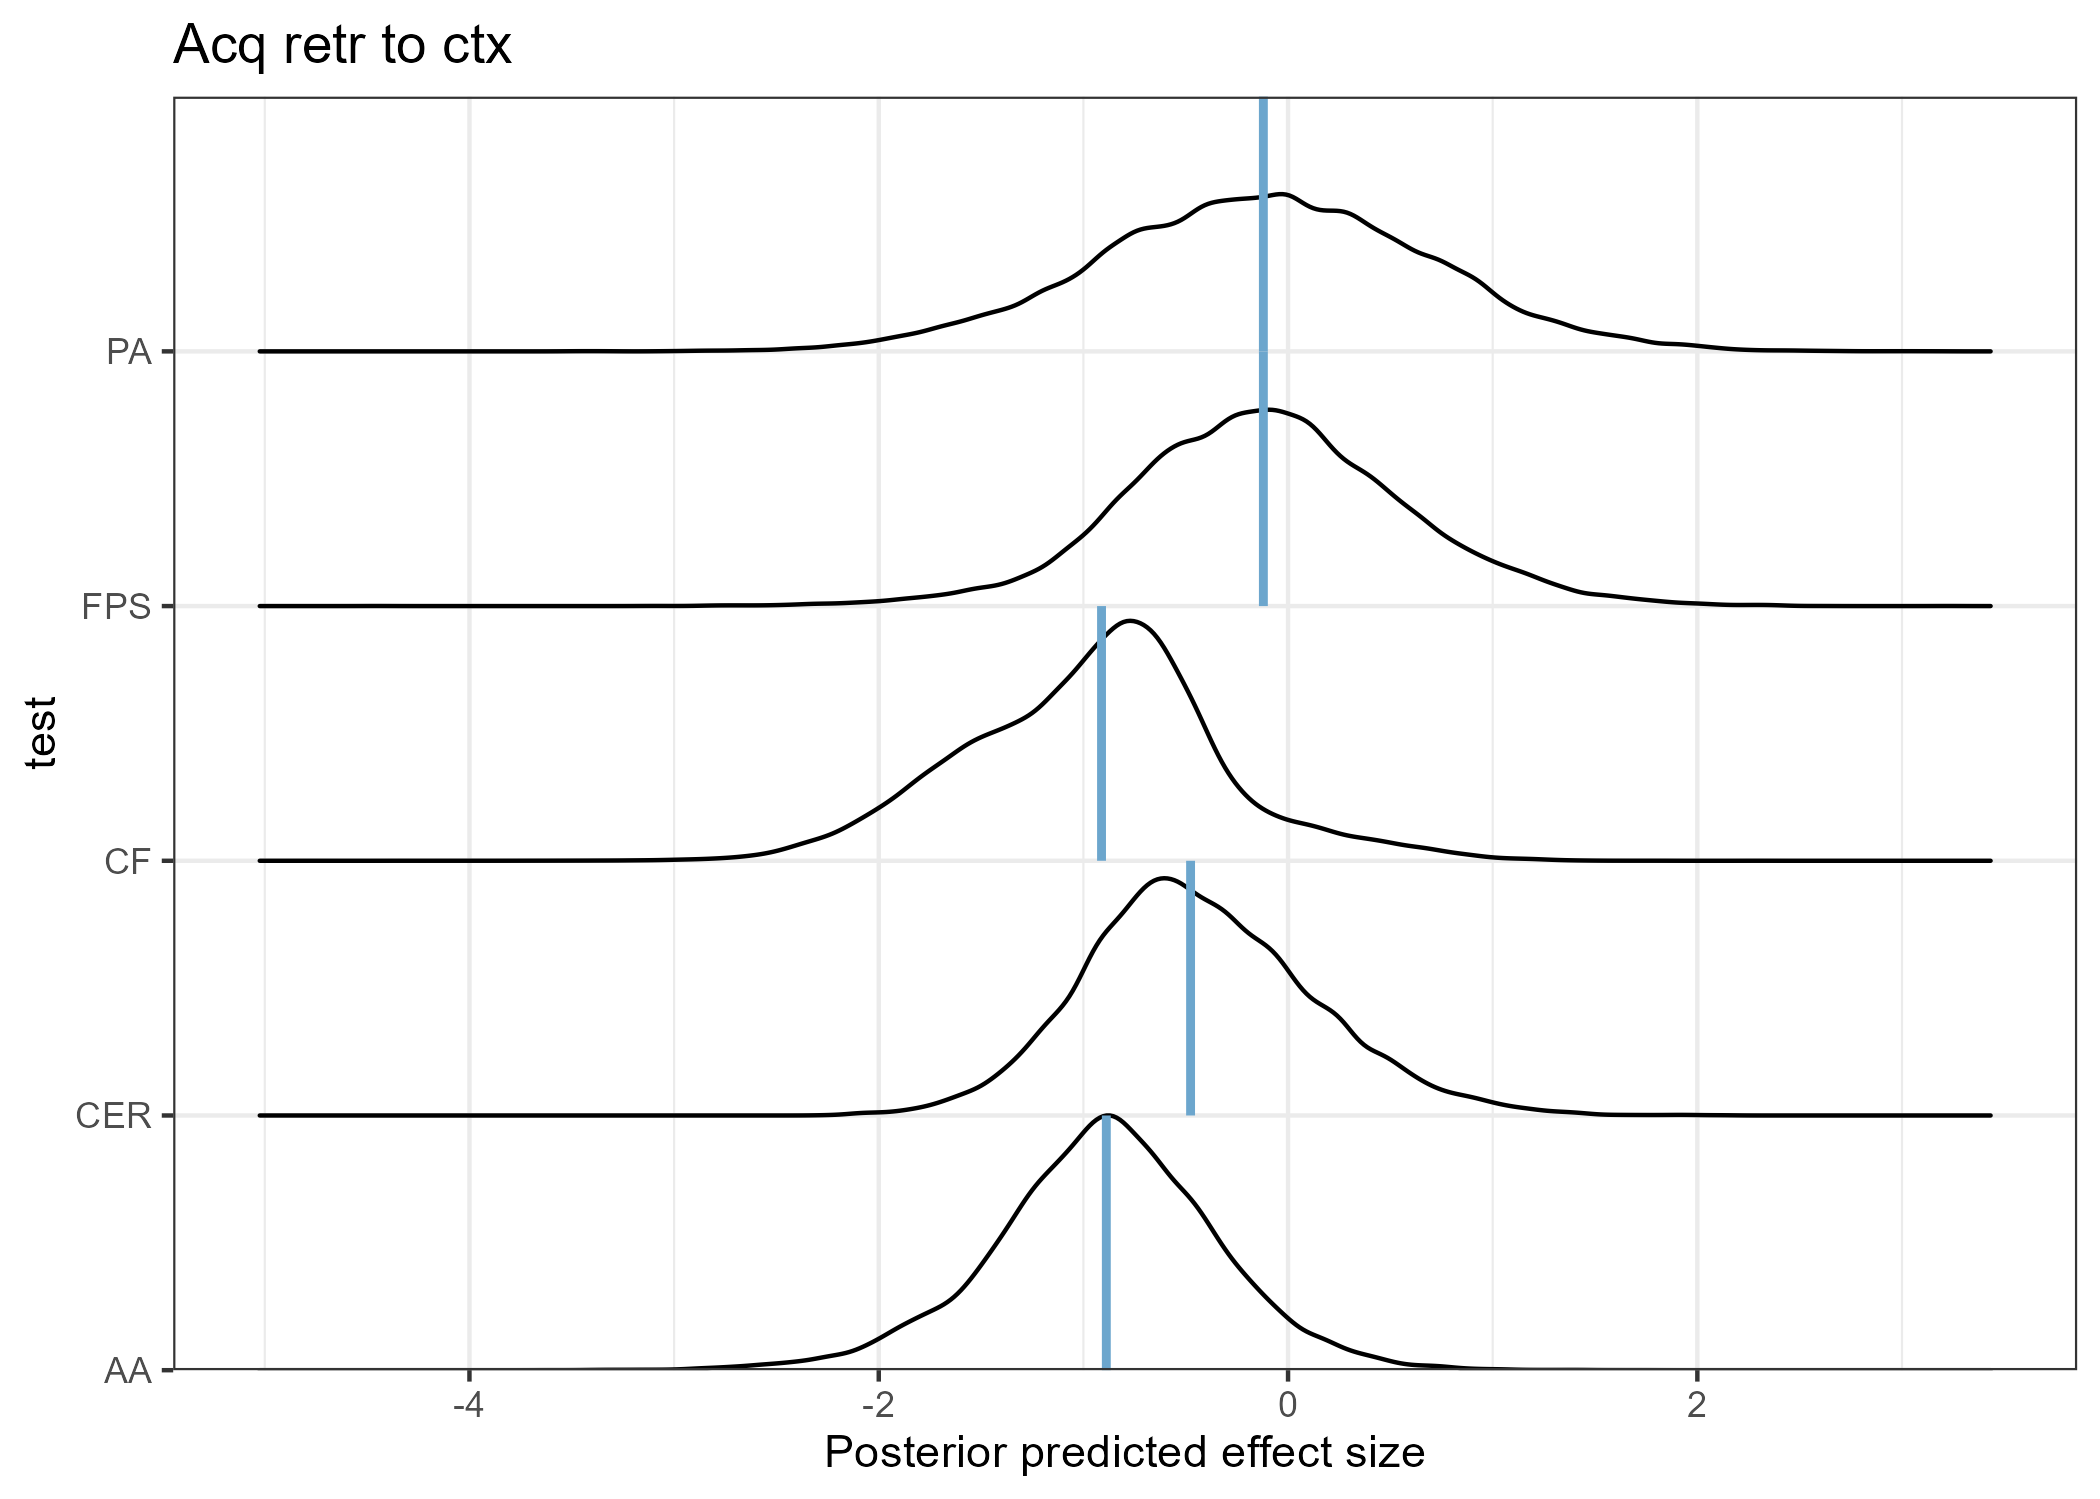 Acq retr to ctx
PA
FPS
CF
CER
AA
test
-4
-2
0
2
Posterior predicted effect size